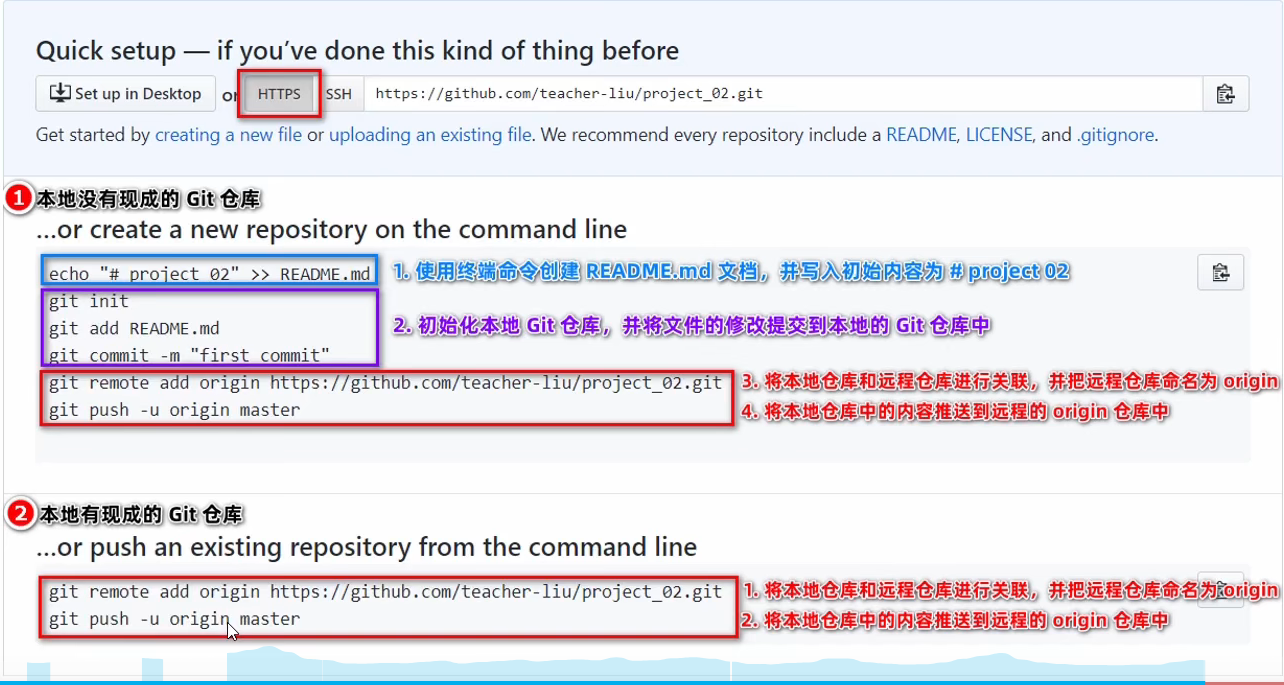 Quick setup — if you’ve done this kind of thing before
Set up in Desktop or HTTPS SSH https://github.com/teacher-liu/project_02.git
Get started by creating a new file or uploading an existing file. We recommend every repository include a README, LICENSE, and .gitignore.
1 本地没有现成的 Git 仓库
...or create a new repository on the command line
echo "# project_02" >> README.md 1. 使用终端命令创建 README.md 文档，并写入初始内容为 # project 02
git init
git add README.md 2. 初始化本地 Git 仓库，并将文件的修改提交到本地的 Git 仓库中
git commit -m "first commit"
git remote add origin https://github.com/teacher-liu/project_02.git 3. 将本地仓库和远程仓库进行关联，并把远程仓库命名为 origin
git push -u origin master 4. 将本地仓库中的内容推送到远程的 origin 仓库中
2 本地有现成的 Git 仓库
...or push an existing repository from the command line
git remote add origin https://github.com/teacher-liu/project_02.git 1. 将本地仓库和远程仓库进行关联，并把远程仓库命名为 origin
git push -u origin master 2. 将本地仓库中的内容推送到远程的 origin 仓库中